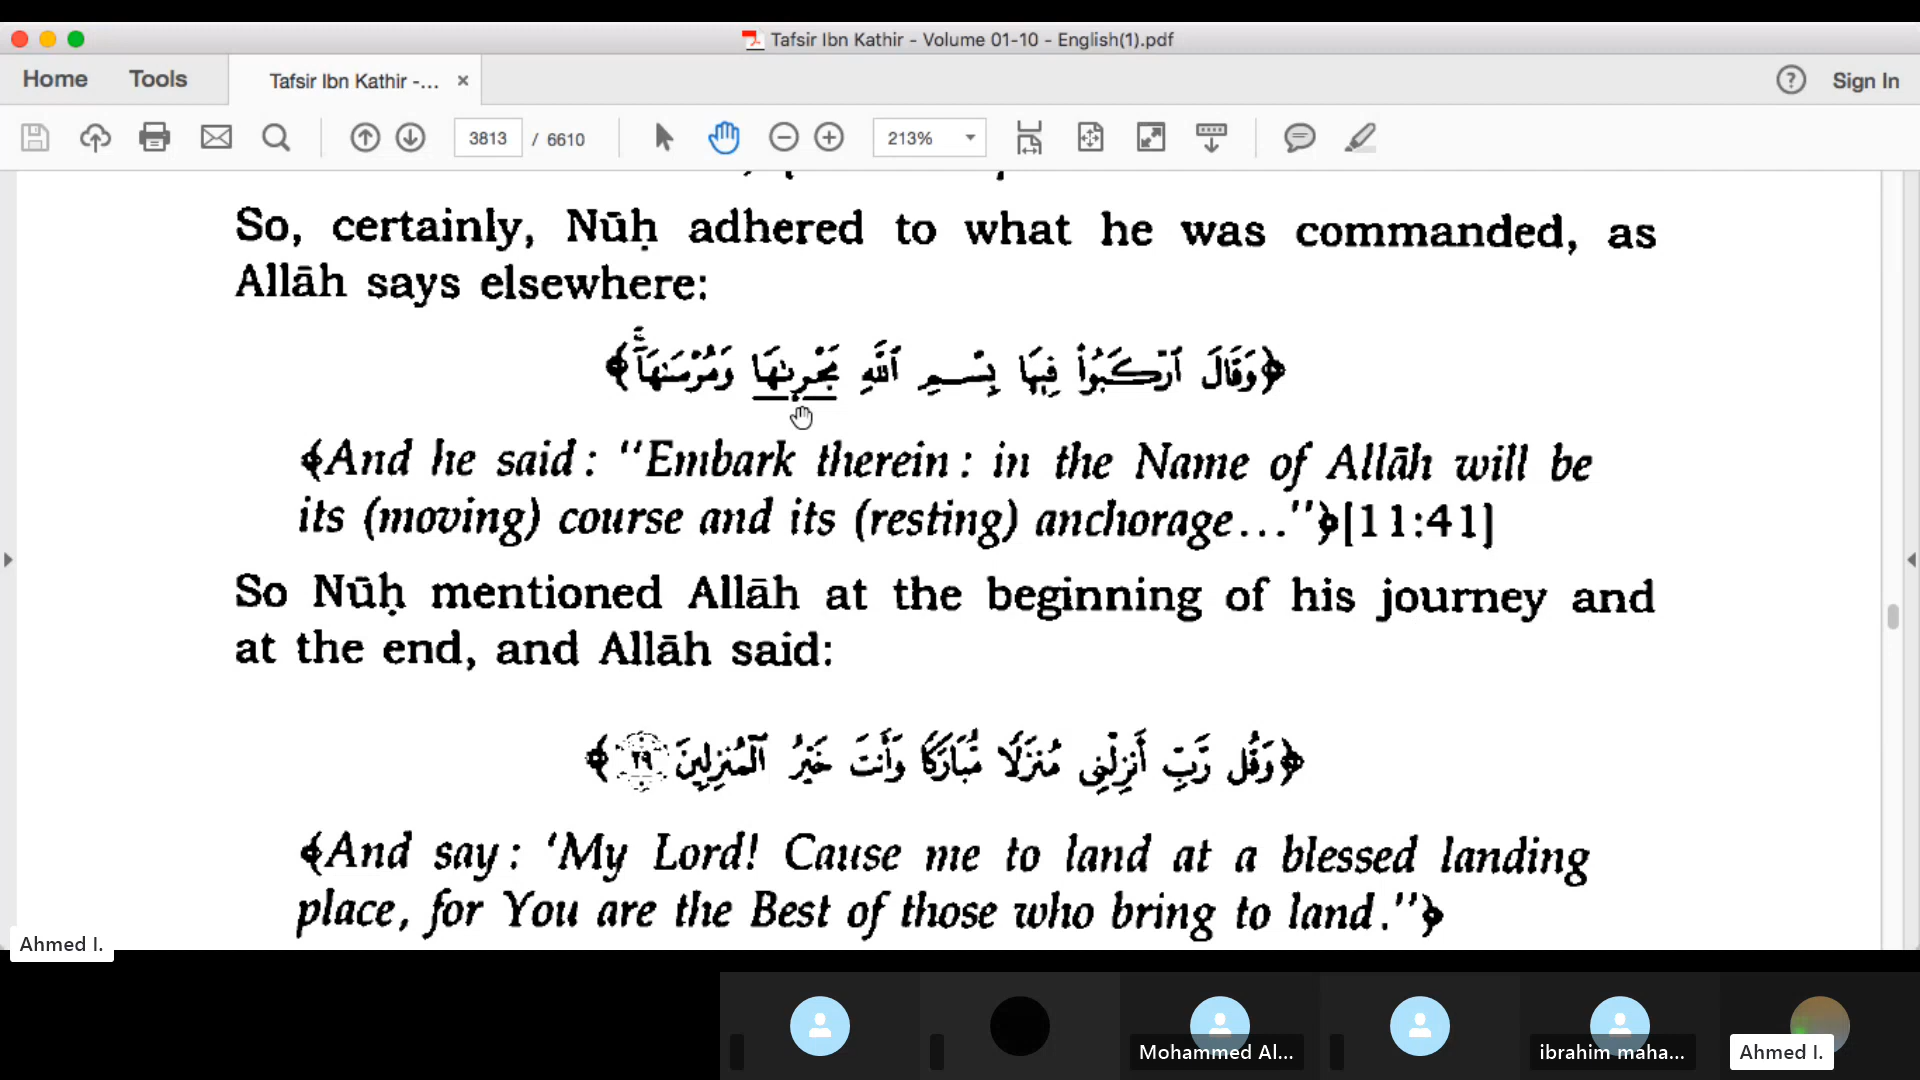 Tafsir Ibn Kathir - Volume 01-10 - English(1).pdf
Home Tools Tafsir Ibn Kathir -... × ? Sign In
3813 / 6610 213%
So, certainly, Nūḥ adhered to what he was commanded, as
Allāh says elsewhere:
﴿وَقَالَ ٱرْكَبُوا۟ فِيهَا بِسْمِ ٱللَّهِ مَجْرٜىٰهَا وَمُرْسَىٰهَآ ۚ﴾
﴾And he said: "Embark therein: in the Name of Allāh will be
its (moving) course and its (resting) anchorage..."﴿[11:41]
So Nūḥ mentioned Allāh at the beginning of his journey and
at the end, and Allāh said:
﴿وَقُل رَّبِّ أَنزِلْنِى مُنزَلًا مُّبَارَكًا وَأَنتَ خَيْرُ ٱلْمُنزِلِينَ ٢٩﴾
﴾And say: 'My Lord! Cause me to land at a blessed landing
place, for You are the Best of those who bring to land."﴿
Ahmed I.
Mohammed Al... ibrahim maha... Ahmed I.